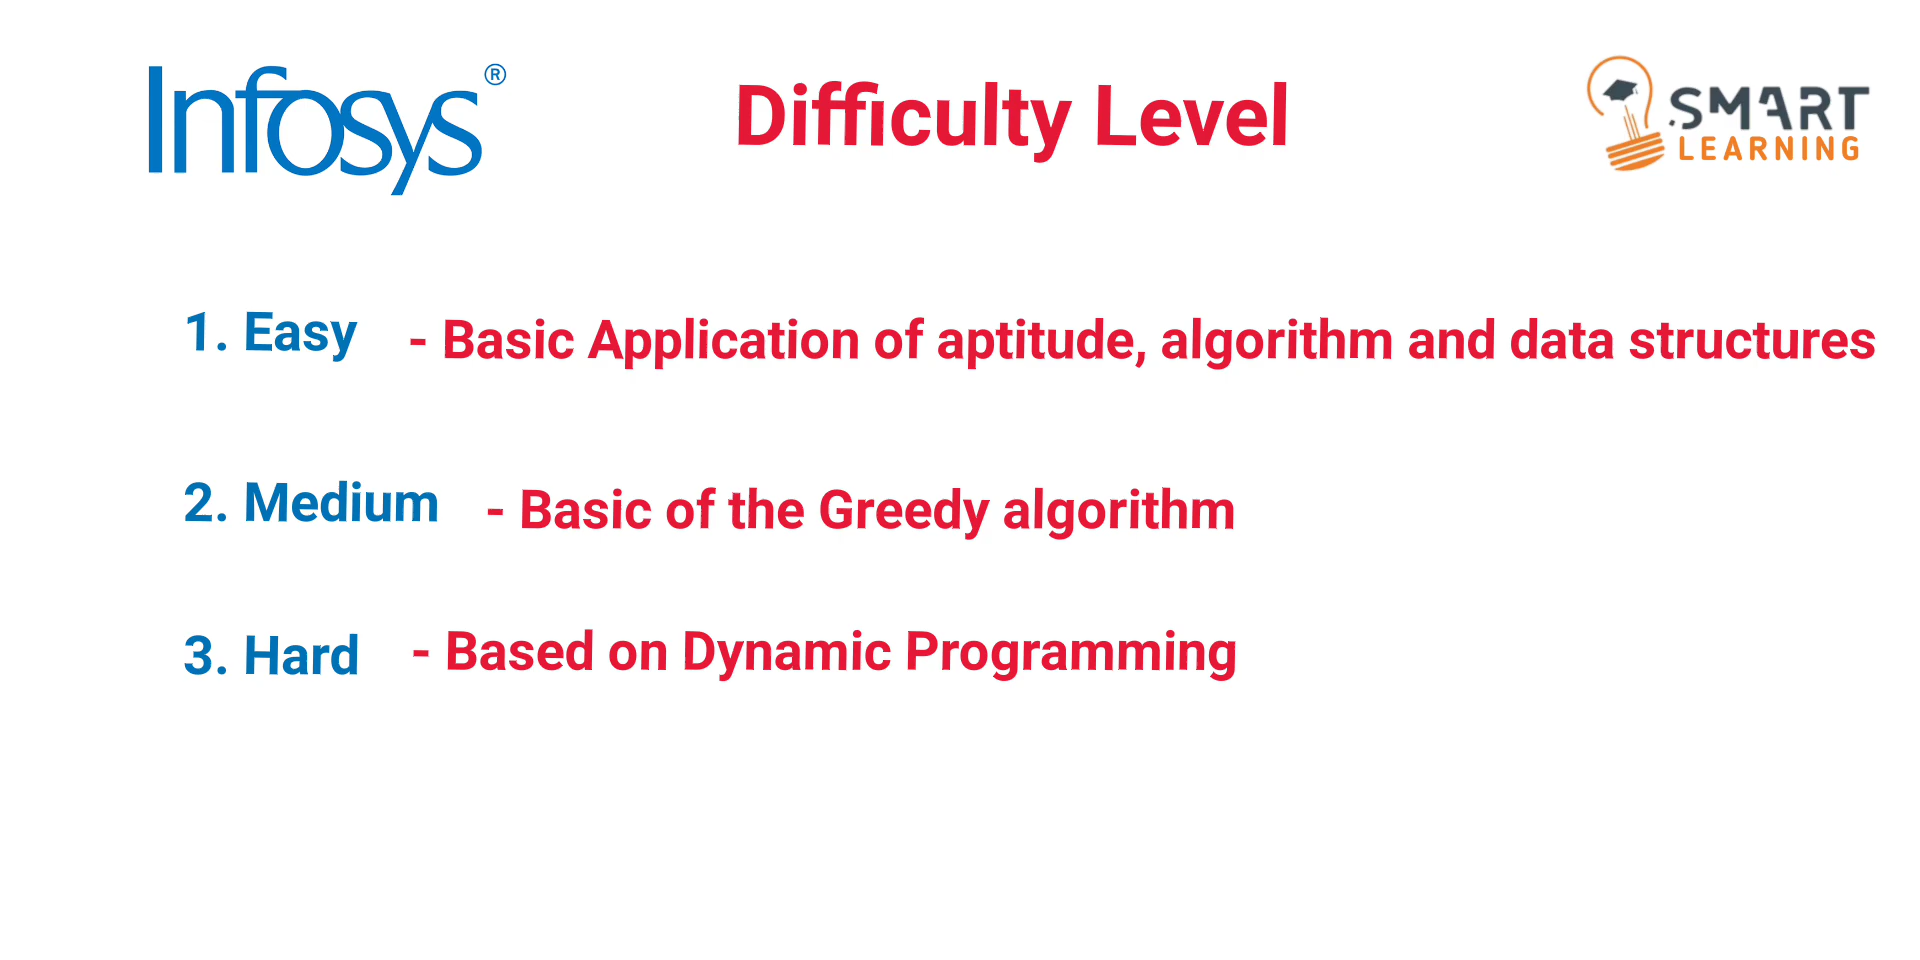 Infosys®
Difficulty Level
SMART
LEARNING
1. Easy - Basic Application of aptitude, algorithm and data structures
2. Medium - Basic of the Greedy algorithm
3. Hard - Based on Dynamic Programming